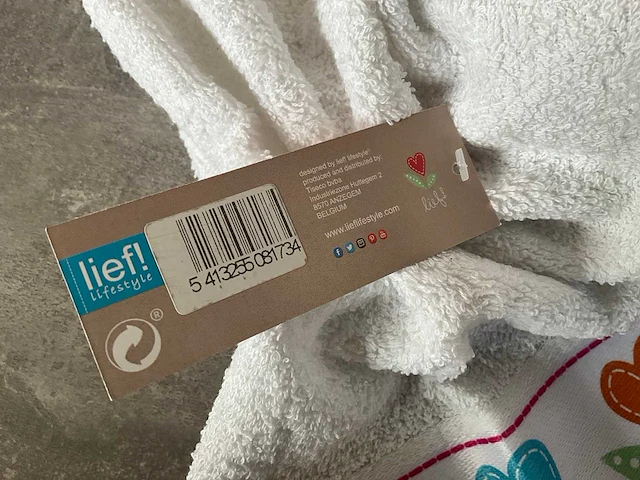 lief!
lifestyle
®
5 413255 081734
designed by lief! lifestyle®
produced and distributed by:
Tiseco bvba
Industriezone Huttegem 2
8570 ANZEGEM
BELGIUM
www.lieflifestyle.com
lief!